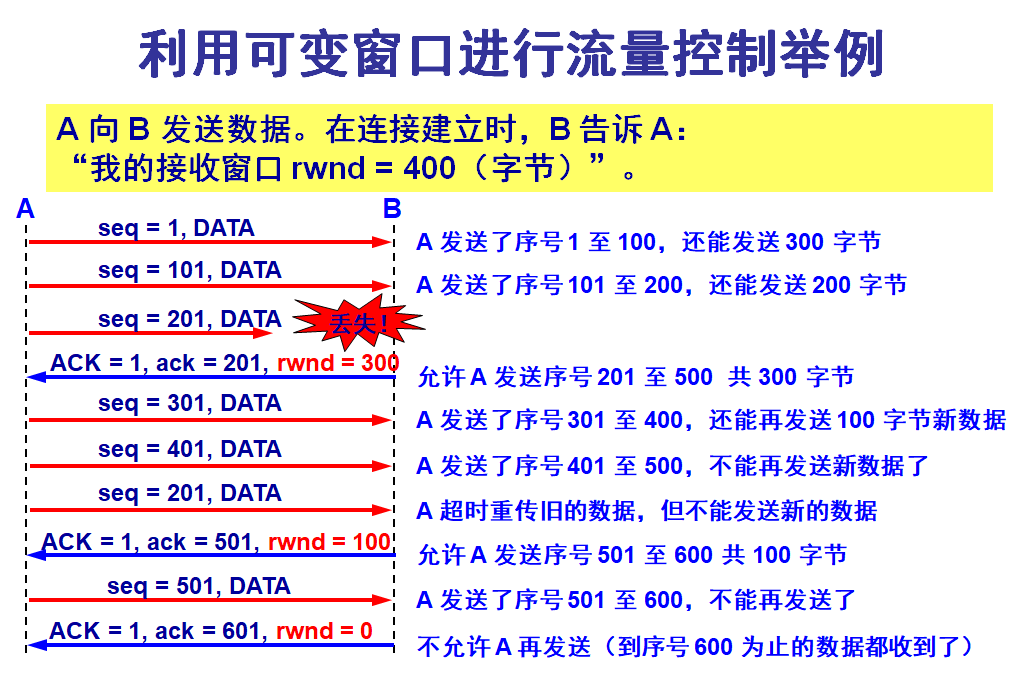 利用可变窗口进行流量控制举例
A 向 B 发送数据。在连接建立时，B 告诉 A：
“我的接收窗口 rwnd = 400（字节）”。
A B
seq = 1, DATA
A 发送了序号 1 至 100，还能发送 300 字节
seq = 101, DATA
A 发送了序号 101 至 200，还能发送 200 字节
seq = 201, DATA
丢失！
ACK = 1, ack = 201, rwnd = 300
允许 A 发送序号 201 至 500 共 300 字节
seq = 301, DATA
A 发送了序号 301 至 400，还能再发送 100 字节新数据
seq = 401, DATA
A 发送了序号 401 至 500，不能再发送新数据了
seq = 201, DATA
A 超时重传旧的数据，但不能发送新的数据
ACK = 1, ack = 501, rwnd = 100
允许 A 发送序号 501 至 600 共 100 字节
seq = 501, DATA
A 发送了序号 501 至 600，不能再发送了
ACK = 1, ack = 601, rwnd = 0
不允许 A 再发送（到序号 600 为止的数据都收到了）